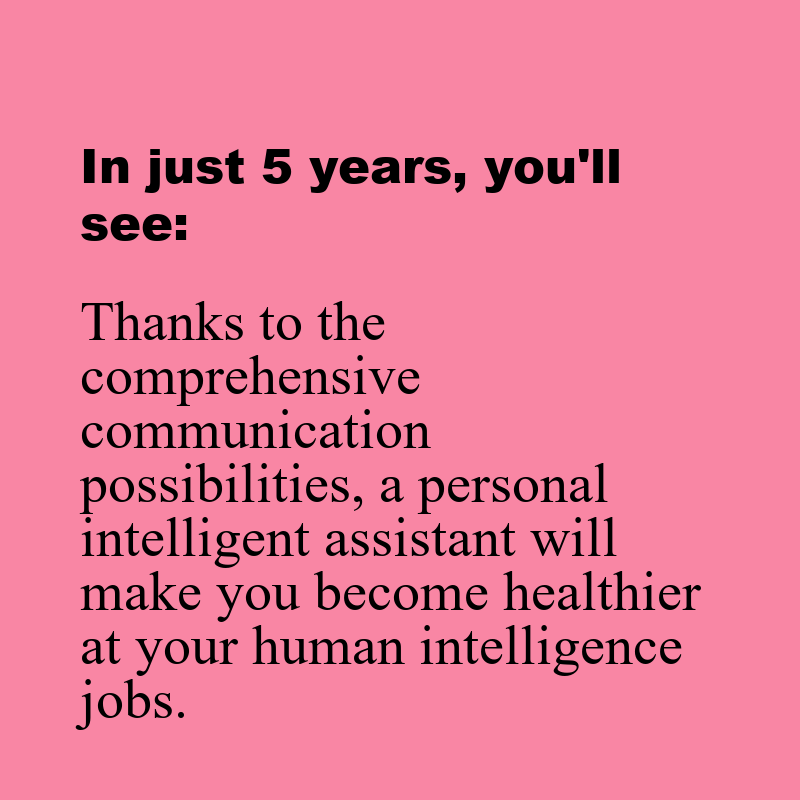 In just 5 years, you'll
see:
Thanks to the
comprehensive
communication
possibilities, a personal
intelligent assistant will
make you become healthier
at your human intelligence
jobs.